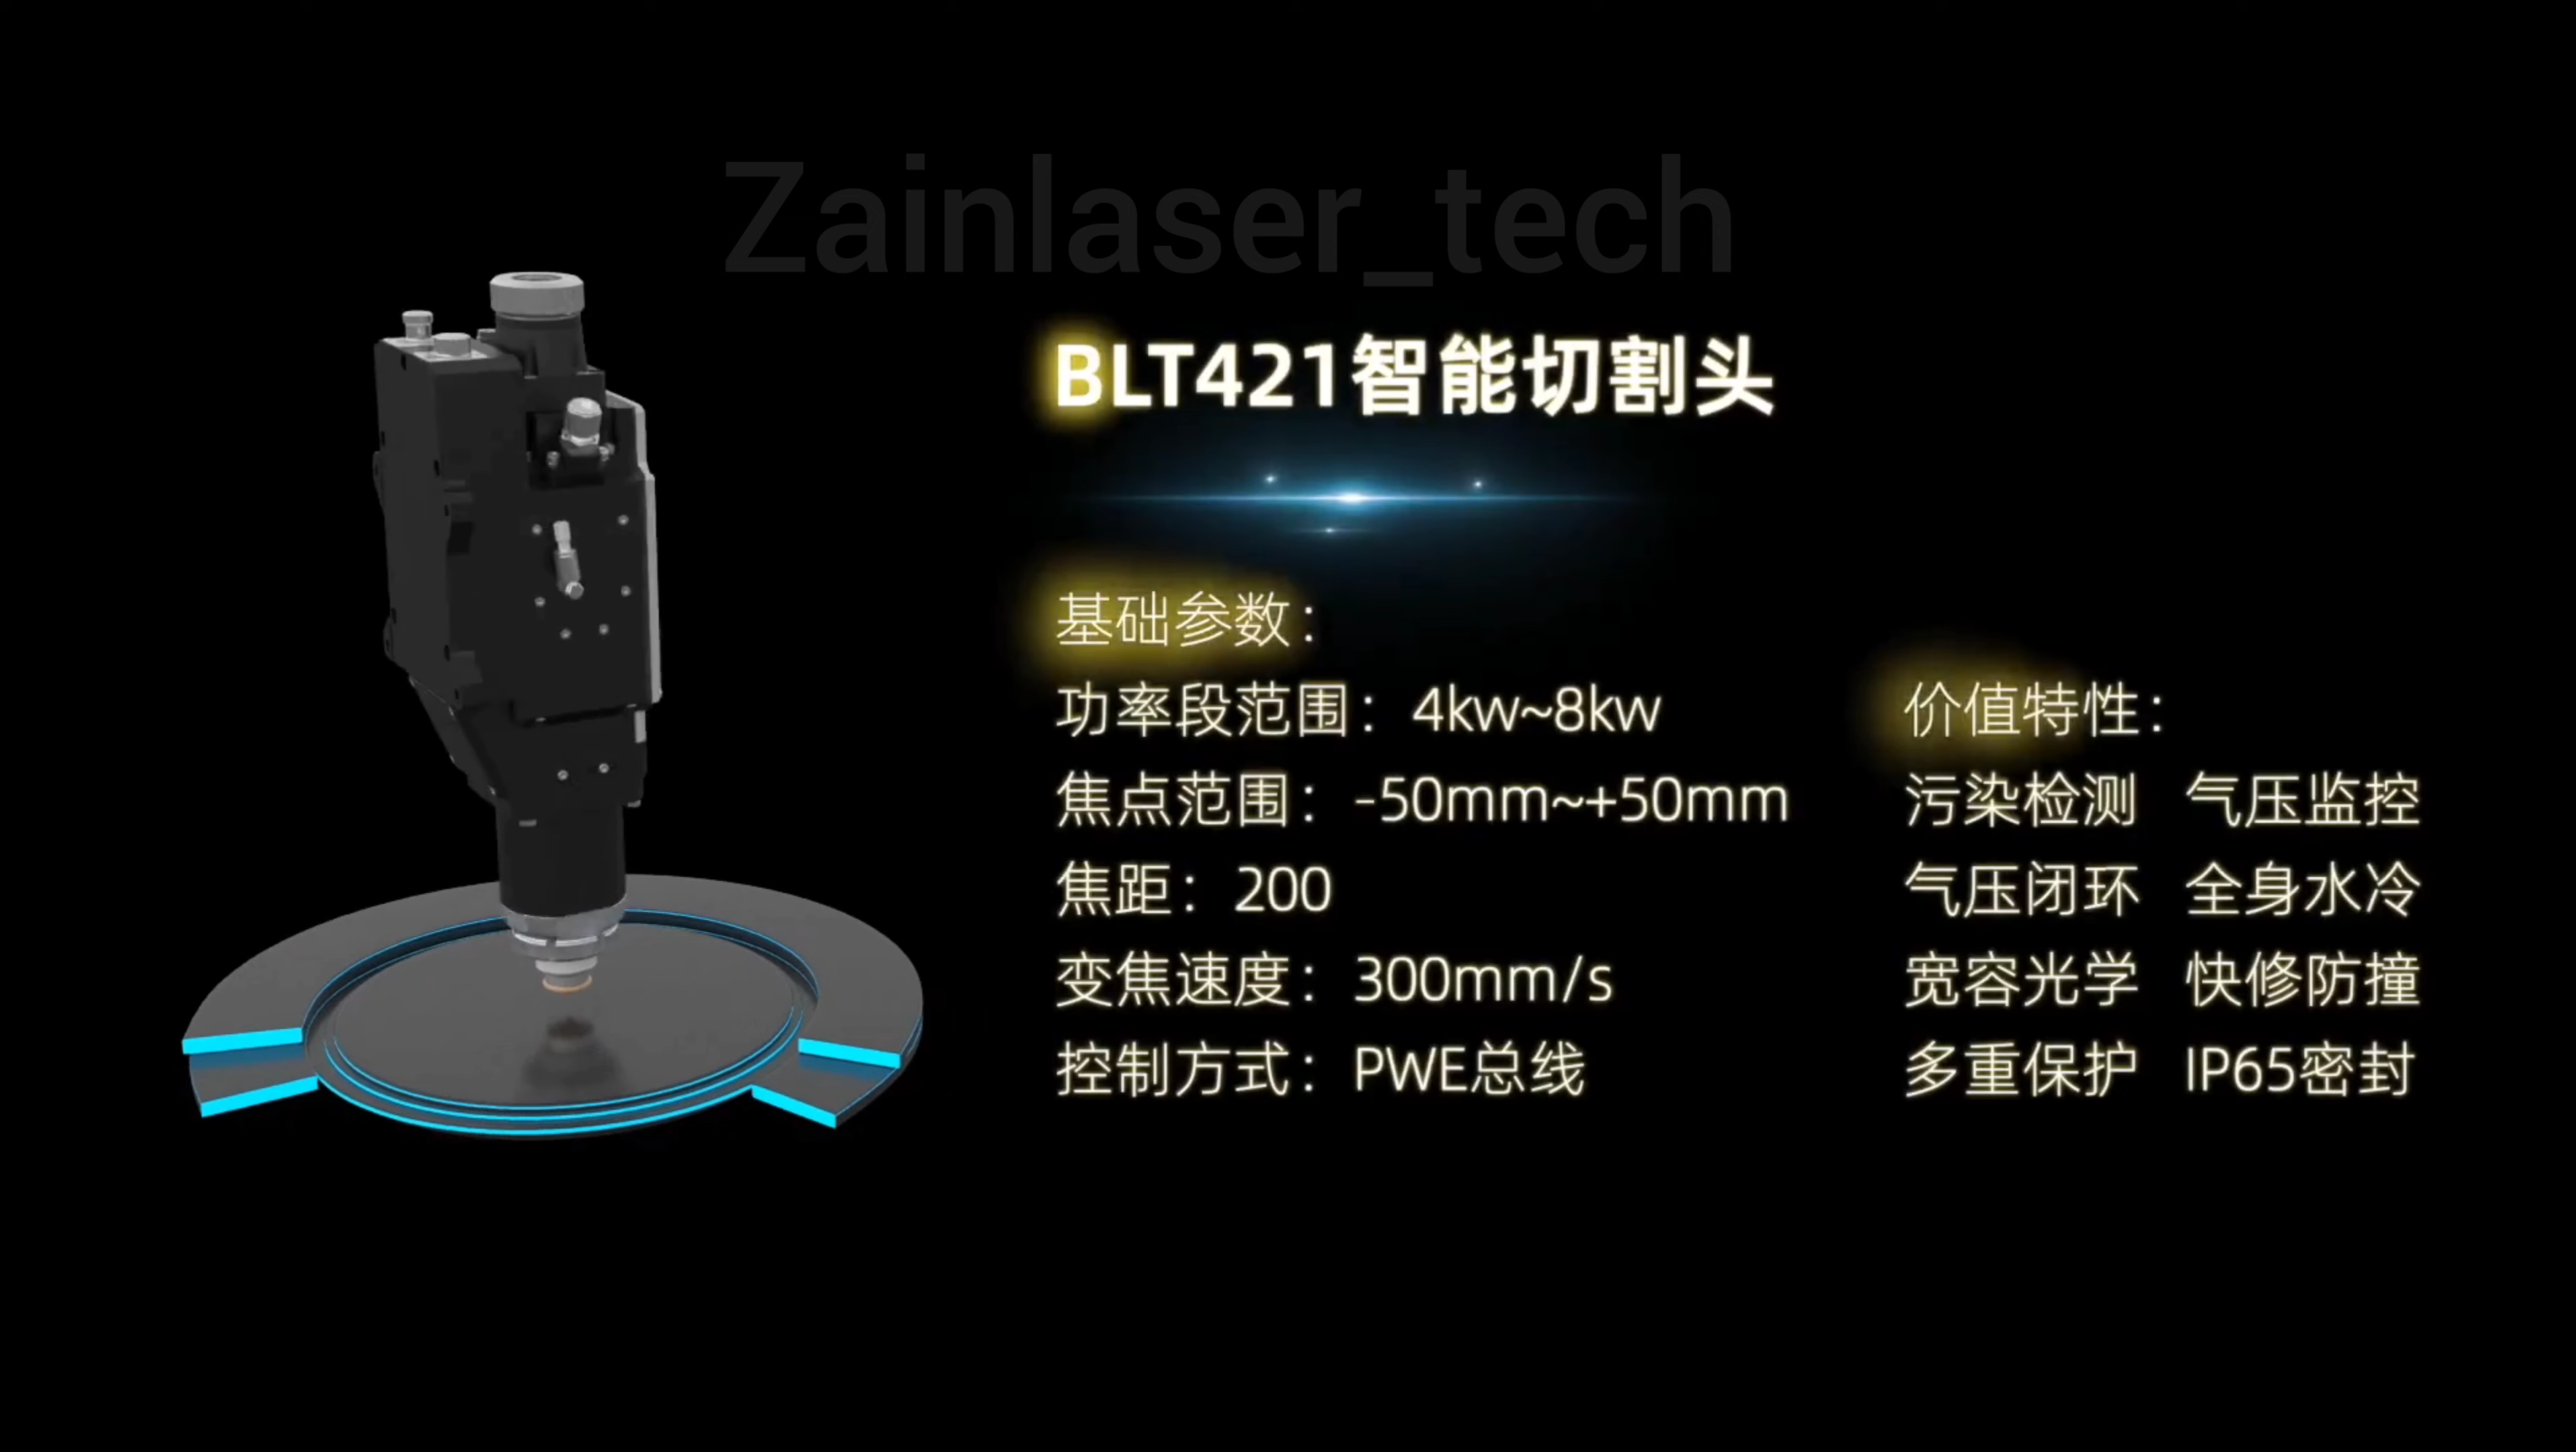 Zainlaser_tech
BLT421智能切割头
基础参数：
功率段范围：4kw~8kw
焦点范围：-50mm~+50mm
焦距：200
变焦速度：300mm/s
控制方式：PWE总线
价值特性：
污染检测 气压监控
气压闭环 全身水冷
宽容光学 快修防撞
多重保护 IP65密封